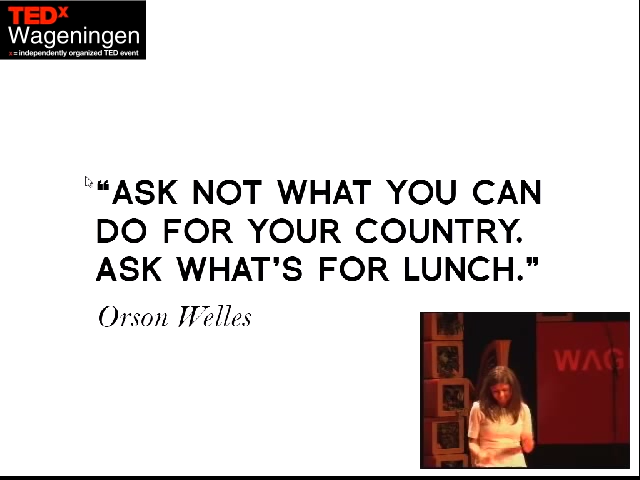 TEDx
Wageningen
x = independently organized TED event
“ASK NOT WHAT YOU CAN
DO FOR YOUR COUNTRY.
ASK WHAT’S FOR LUNCH.”
Orson Welles
WAG